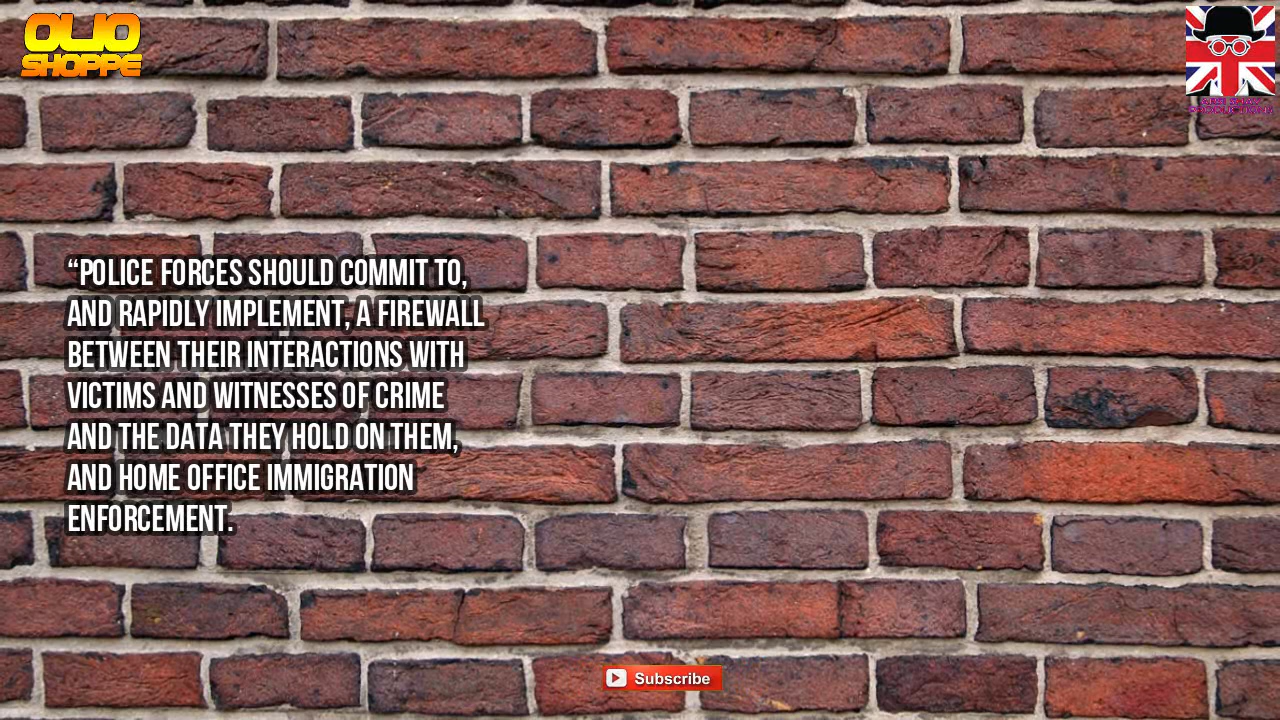 OLIO
SHOPPE
“POLICE FORCES SHOULD COMMIT TO,
AND RAPIDLY IMPLEMENT, A FIREWALL
BETWEEN THEIR INTERACTIONS WITH
VICTIMS AND WITNESSES OF CRIME
AND THE DATA THEY HOLD ON THEM,
AND HOME OFFICE IMMIGRATION
ENFORCEMENT.
Subscribe